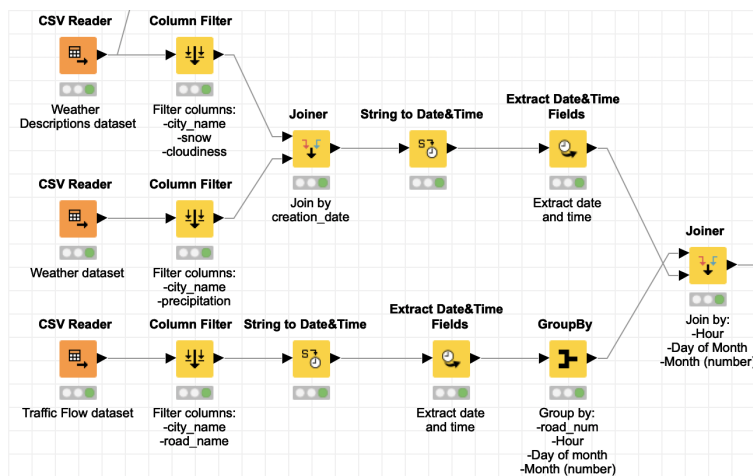 CSV Reader
Column Filter
Weather
Descriptions dataset
Filter columns:
-city_name
-snow
-cloudiness
Joiner
Join by
creation_date
String to Date&Time
Extract Date&Time
Fields
Extract date
and time
CSV Reader
Column Filter
Weather dataset
Filter columns:
-city_name
-precipitation
Joiner
Join by:
-Hour
-Day of Month
-Month (number)
CSV Reader
Column Filter
String to Date&Time
Extract Date&Time
Fields
GroupBy
Traffic Flow dataset
Filter columns:
-city_name
-road_name
Extract date
and time
Group by:
-road_num
-Hour
-Day of month
-Month (number)